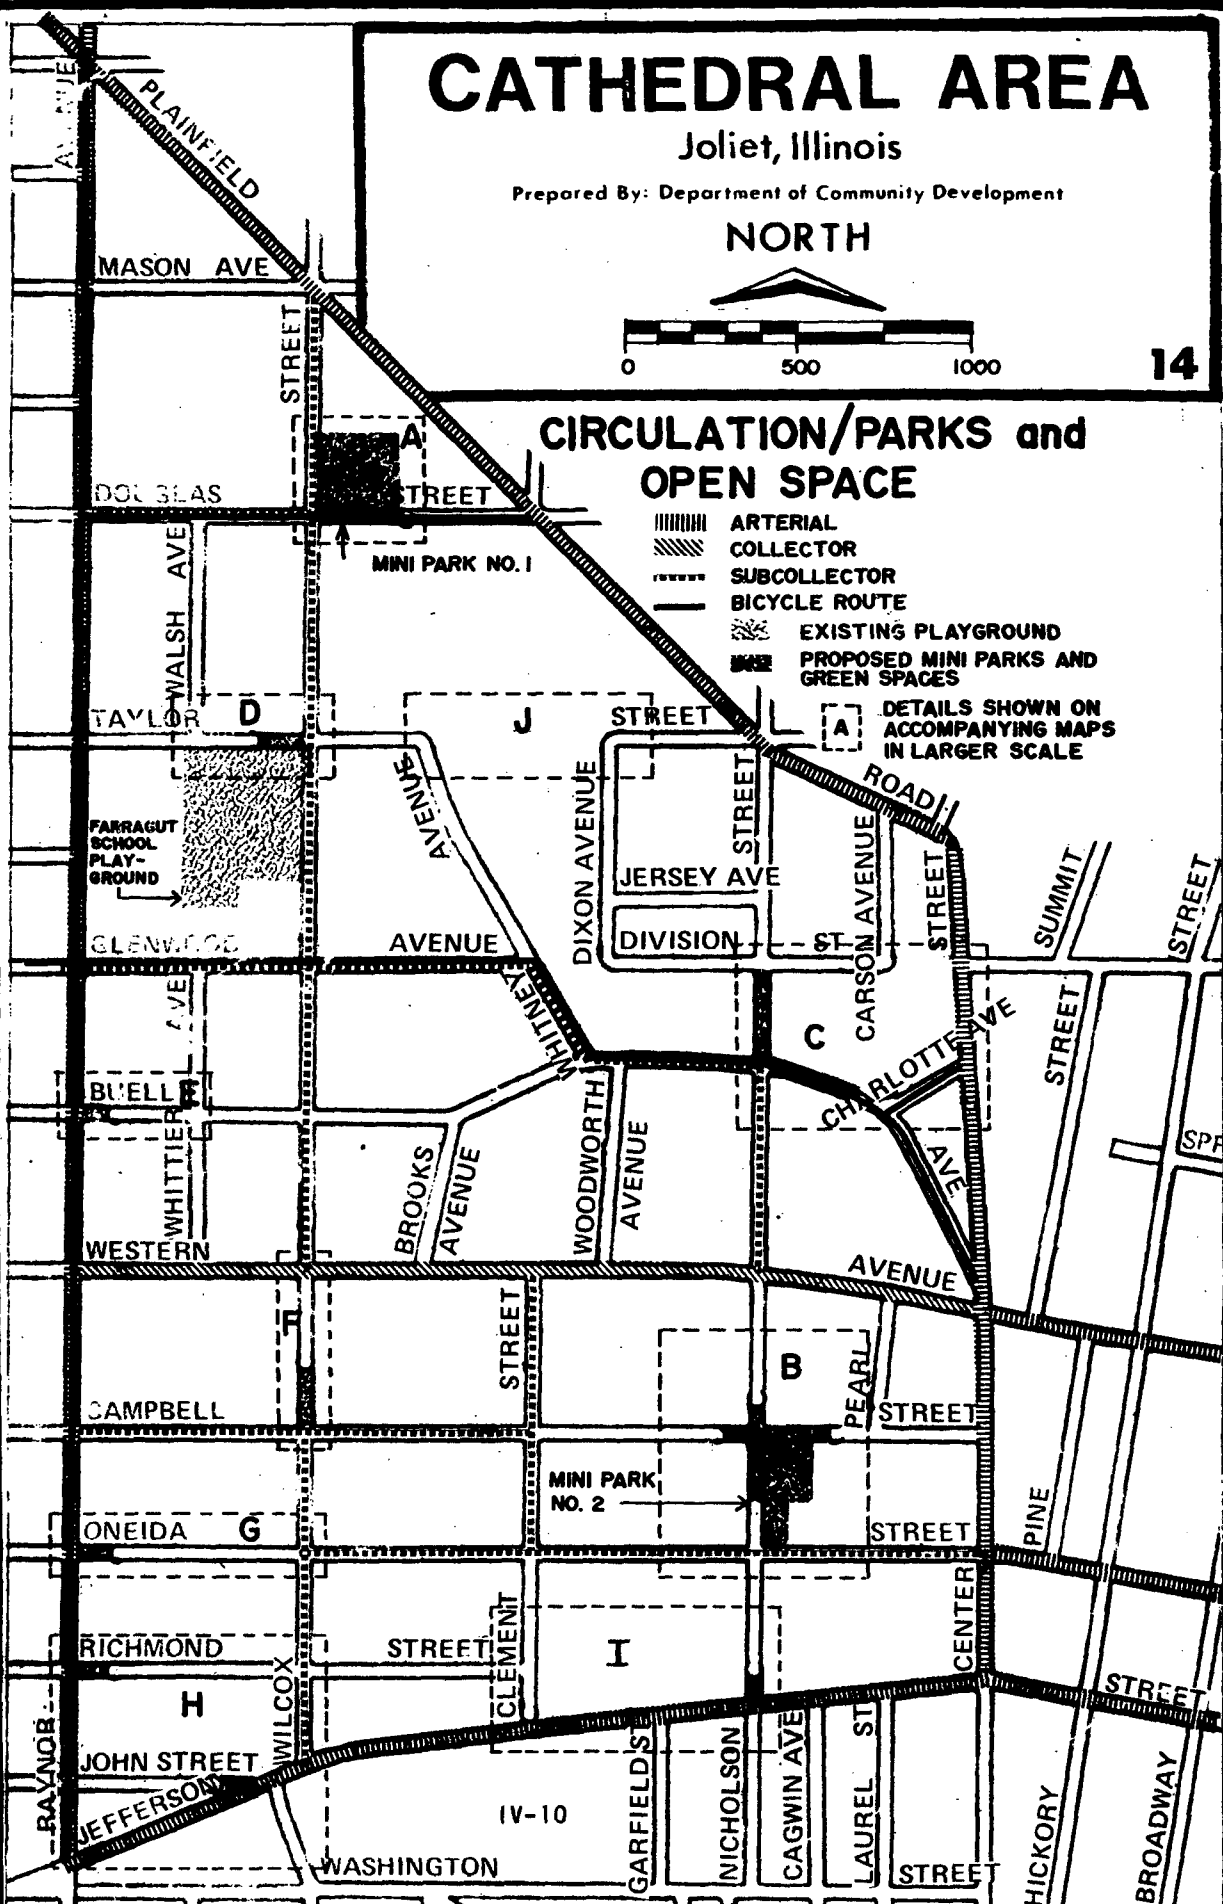 CATHEDRAL AREA
Joliet, Illinois
Prepared By: Department of Community Development
NORTH
0 500 1000
14
CIRCULATION/PARKS and
OPEN SPACE
ARTERIAL
COLLECTOR
SUBCOLLECTOR
BICYCLE ROUTE
EXISTING PLAYGROUND
PROPOSED MINI PARKS AND
GREEN SPACES
A
DETAILS SHOWN ON
ACCOMPANYING MAPS
IN LARGER SCALE
AVENUE
PLAINFIELD
MASON AVE
STREET
A
DOUGLAS
STREET
MINI PARK NO. 1
WALSH AVE
TAYLOR
D
J
STREET
AVENUE
DIXON AVENUE
STREET
ROAD
FARRAGUT
SCHOOL
PLAY-
GROUND
JERSEY AVE
CARSON AVENUE
STREET
SUMMIT
STREET
GLENWOOD
AVENUE
DIVISION
ST
AVE
WHITNEY
C
CHARLOTTE AVE
STREET
BUELL
E
WHITTIER
BROOKS
AVENUE
WOODWORTH
AVENUE
AVE
SPR
WESTERN
AVENUE
F
STREET
B
PEARL
CAMPBELL
STREET
MINI PARK
NO. 2
PINE
ONEIDA
G
STREET
CENTER
RICHMOND
STREET
CLEMENT
I
STREET
H
WILCOX
RAYNOR
JOHN STREET
JEFFERSON
IV-10
GARFIELD ST
NICHOLSON
CAGWIN AVE
LAUREL ST
HICKORY
BROADWAY
WASHINGTON
STREET